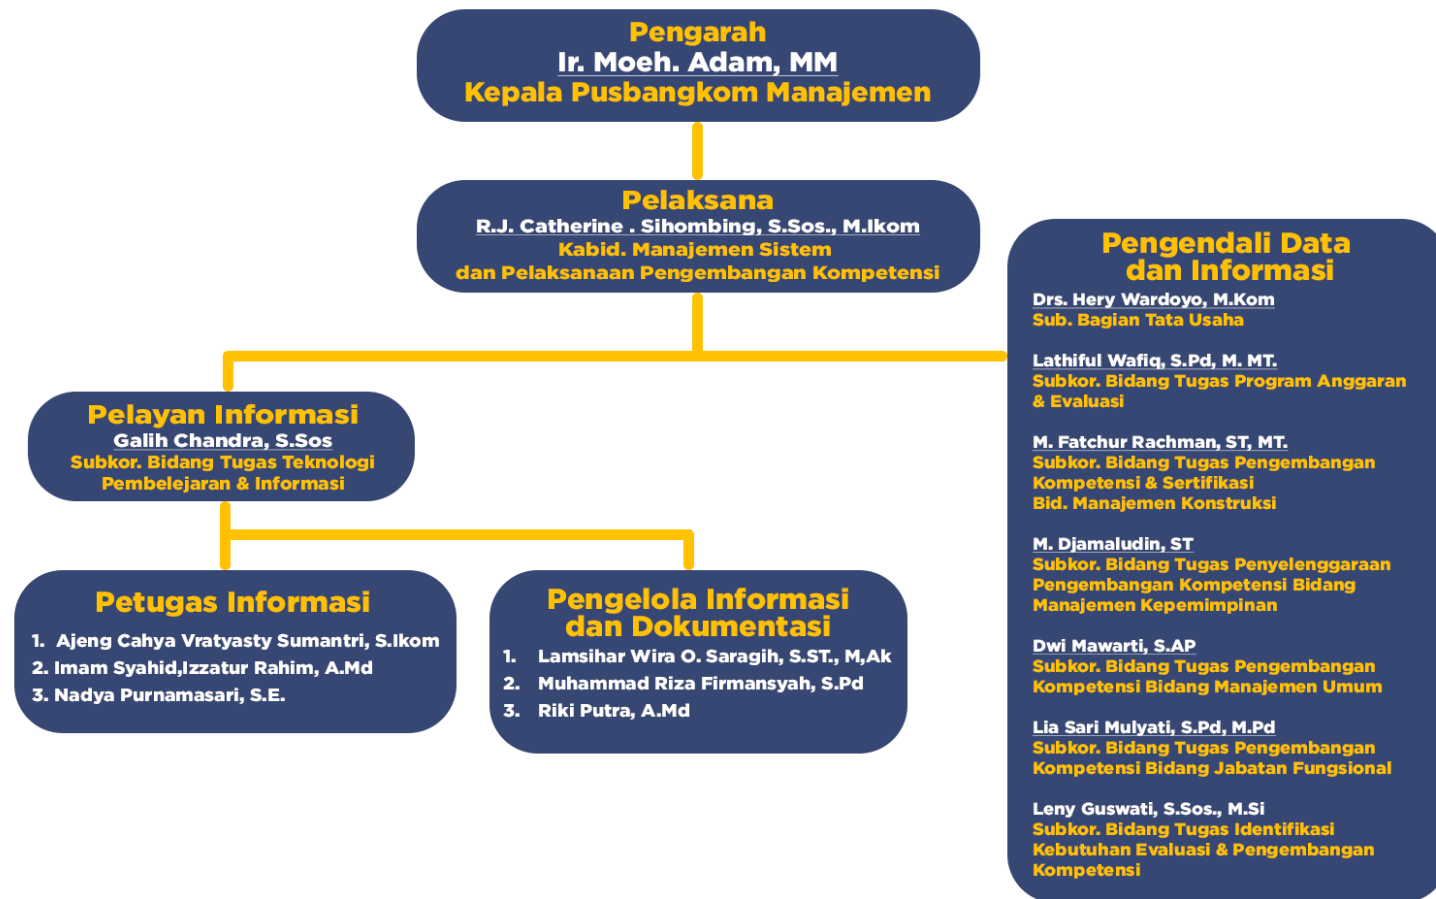 Pengarah
Ir. Moeh. Adam, MM
Kepala Pusbangkom Manajemen
Pelaksana
R.J. Catherine . Sihombing, S.Sos., M.Ikom
Kabid. Manajemen Sistem
dan Pelaksanaan Pengembangan Kompetensi
Pengendali Data
dan Informasi
Drs. Hery Wardoyo, M.Kom
Sub. Bagian Tata Usaha
Lathiful Wafiq, S.Pd, M. MT.
Subkor. Bidang Tugas Program Anggaran
& Evaluasi
M. Fatchur Rachman, ST, MT.
Subkor. Bidang Tugas Pengembangan
Kompetensi & Sertifikasi
Bid. Manajemen Konstruksi
M. Djamaludin, ST
Subkor. Bidang Tugas Penyelenggaraan
Pengembangan Kompetensi Bidang
Manajemen Kepemimpinan
Dwi Mawarti, S.AP
Subkor. Bidang Tugas Pengembangan
Kompetensi Bidang Manajemen Umum
Lia Sari Mulyati, S.Pd, M.Pd
Subkor. Bidang Tugas Pengembangan
Kompetensi Bidang Jabatan Fungsional
Leny Guswati, S.Sos., M.Si
Subkor. Bidang Tugas Identifikasi
Kebutuhan Evaluasi & Pengembangan
Kompetensi
Pelayan Informasi
Galih Chandra, S.Sos
Subkor. Bidang Tugas Teknologi
Pembelejaran & Informasi
Petugas Informasi
1. Ajeng Cahya Vratyasty Sumantri, S.Ikom
2. Imam Syahid,Izzatur Rahim, A.Md
3. Nadya Purnamasari, S.E.
Pengelola Informasi
dan Dokumentasi
1. Lamsihar Wira O. Saragih, S.ST., M,Ak
2. Muhammad Riza Firmansyah, S.Pd
3. Riki Putra, A.Md